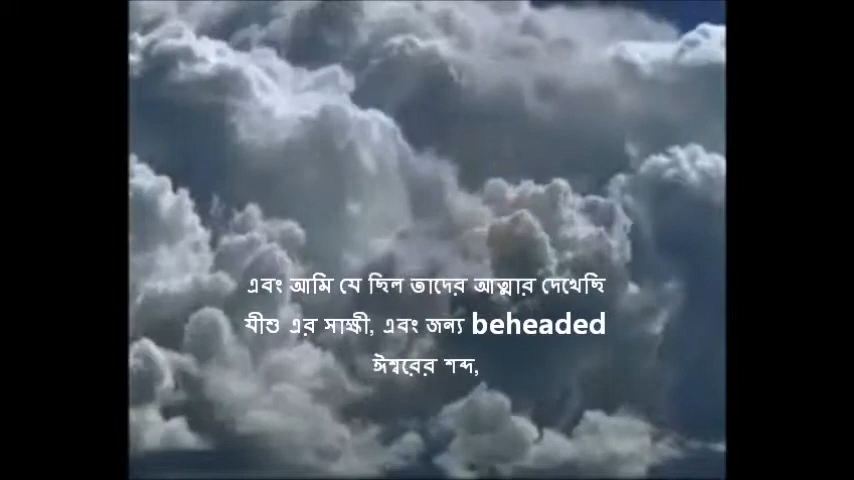 এবং আমি যে ছিল তাদের আত্মার দেখেছি
যীশু এর সাক্ষী, এবং জন্য beheaded
ঈশ্বরের শব্দ,